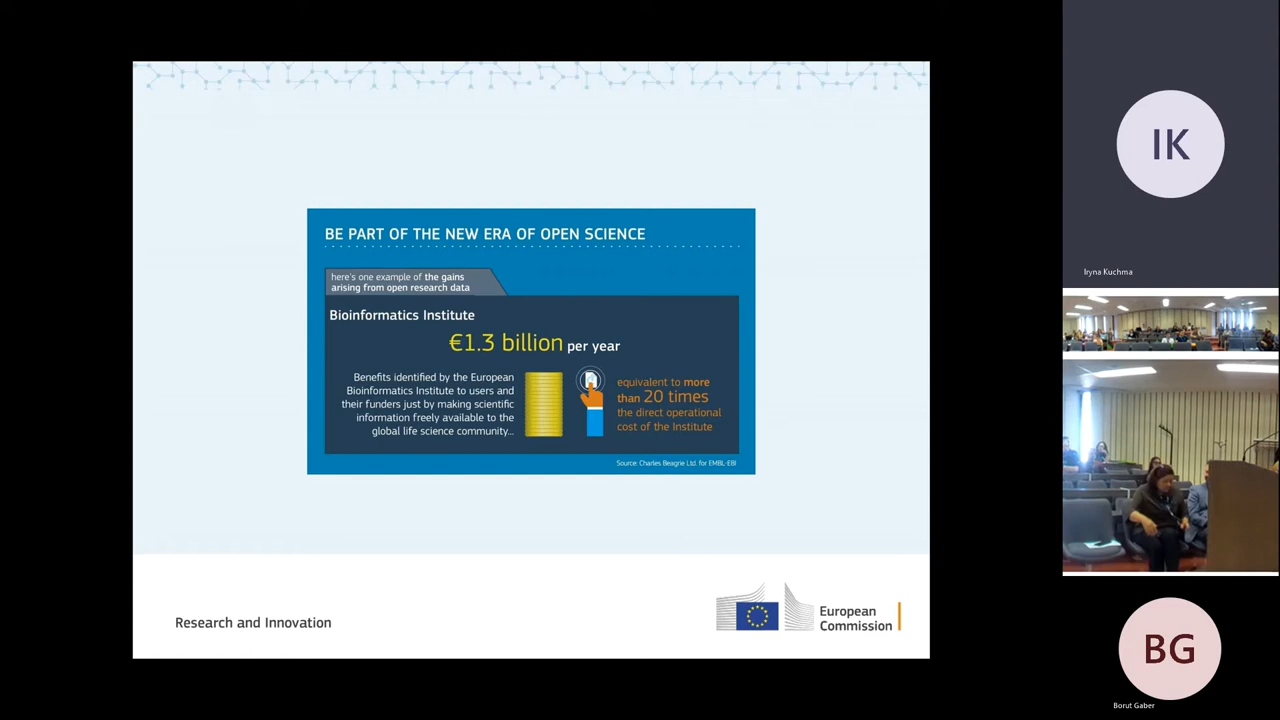 BE PART OF THE NEW ERA OF OPEN SCIENCE
here's one example of the gains
arising from open research data
Bioinformatics Institute
€1.3 billion per year
Benefits identified by the European
Bioinformatics Institute to users and
their funders just by making scientific
information freely available to the
global life science community...
equivalent to more
than 20 times
the direct operational
cost of the Institute
Source: Charles Beagrie Ltd. for EMBL-EBI
Research and Innovation
European
Commission
IK
Iryna Kuchma
BG
Borut Gaber